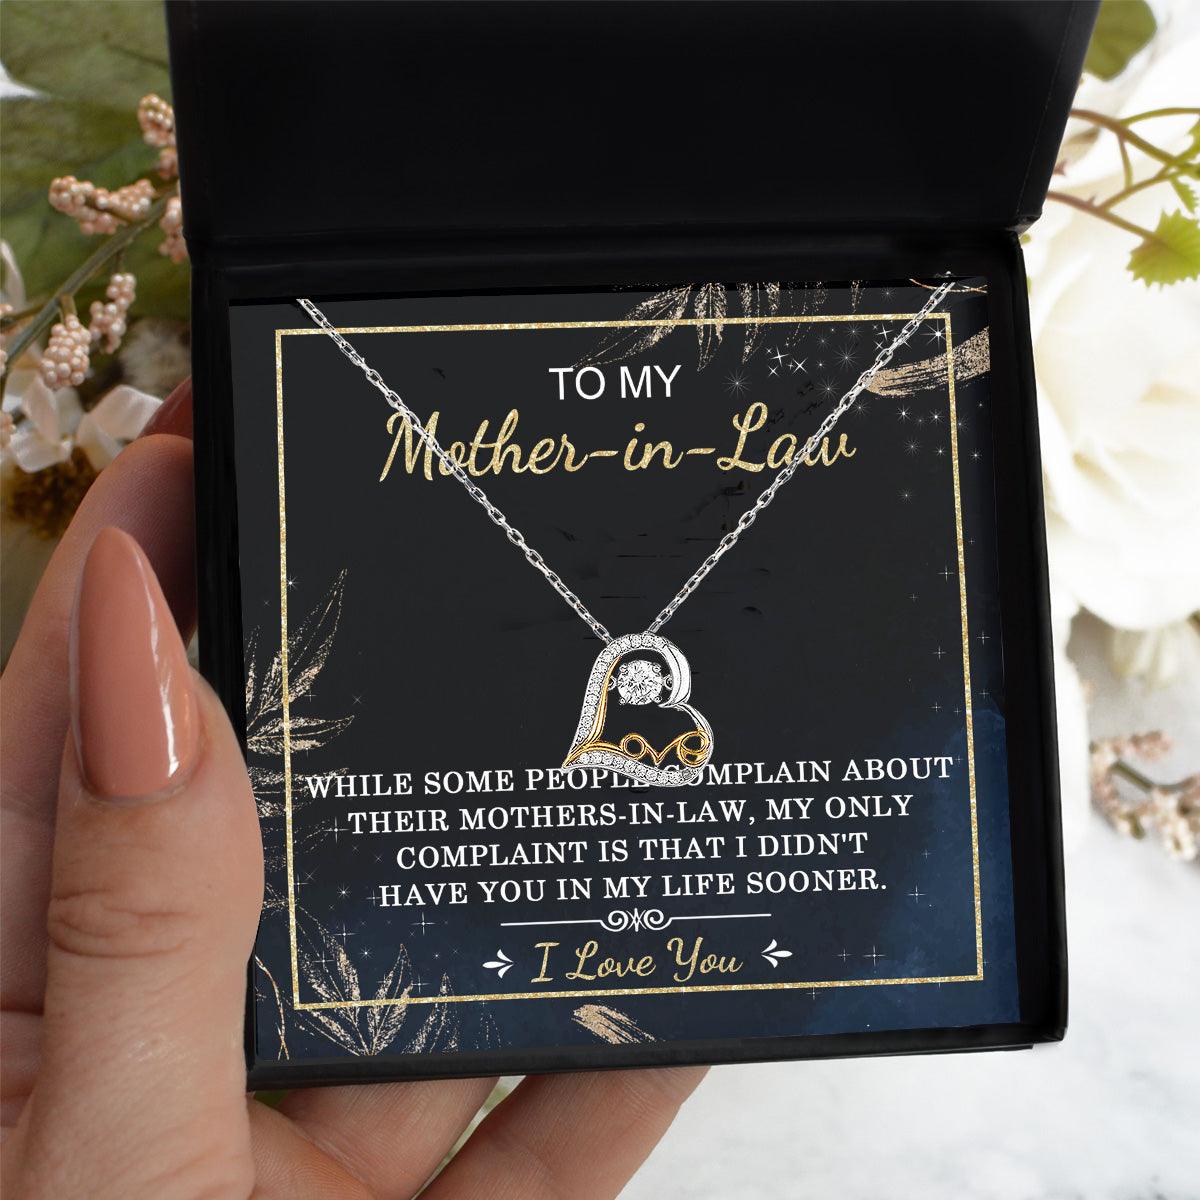 TO MY
Mother-in-Law
Love
WHILE SOME PEOPLE COMPLAIN ABOUT
THEIR MOTHERS-IN-LAW, MY ONLY
COMPLAINT IS THAT I DIDN'T
HAVE YOU IN MY LIFE SOONER.
I Love You